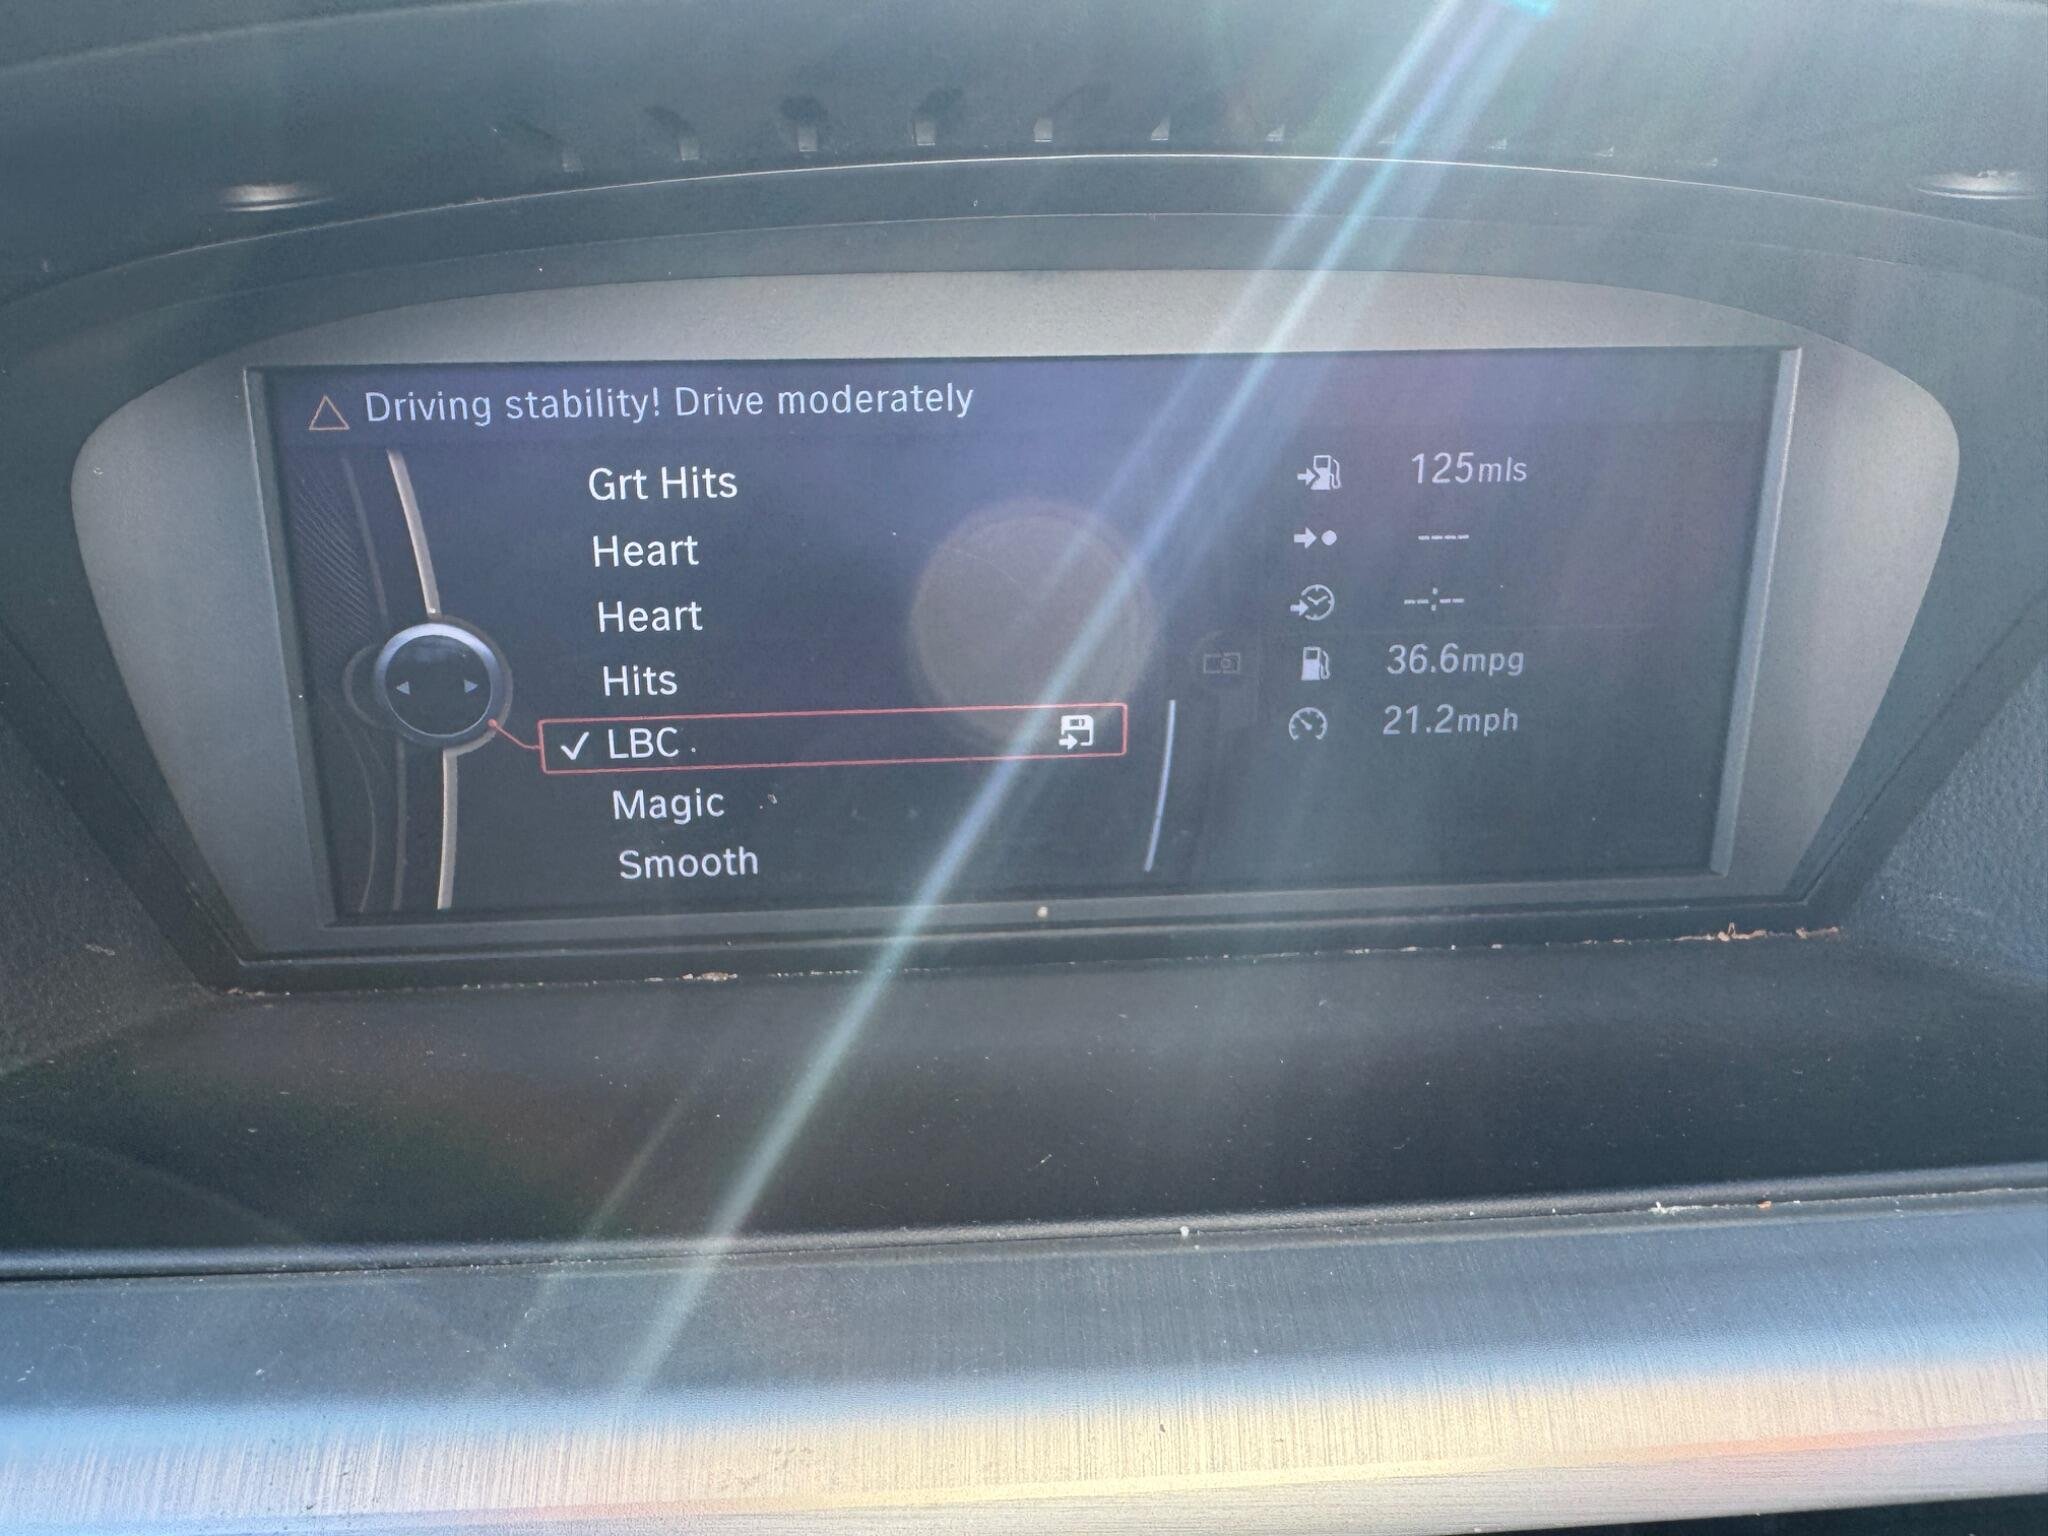 Driving stability! Drive moderately
Grt Hits
Heart
Heart
Hits
LBC
Magic
Smooth
125mls
----
--:--
36.6mpg
21.2mph